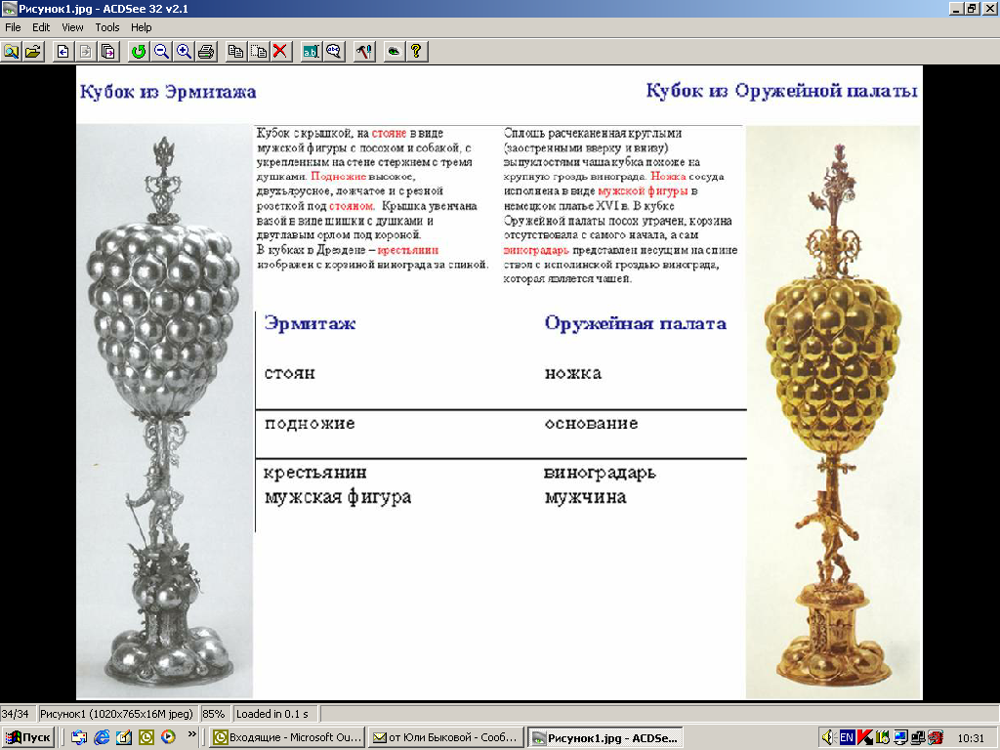 Рисунок1.jpg - ACDSee 32 v2.1
File Edit View Tools Help
Кубок из Эрмитажа
Кубок из Оружейной палаты
Кубок с крышкой, на стояне в виде
мужской фигуры с посохом и собакой, с
укрепленным на стене стержнем с тремя
душками. Подножие высокое,
двухъярусное, ложчатое и с резной
розеткой под стояном. Крышка увенчана
вазой в виде шишки с душками и
двуглавым орлом под короной.
В кубках в Дрездене – крестьянин
изображен с корзиной винограда за спиной.
Сплошь расчеканенная круглыми
(заостренными вверху и внизу)
выпуклостями чаша кубка похоже на
крупную гроздь винограда. Ножка сосуда
исполнена в виде мужской фигуры в
немецком платье XVI в. В кубке
Оружейной палаты посох утрачен, корзина
отсутствовала с самого начала, а сам
виноградарь представлен несущим на спине
ствол с исполинской гроздью винограда,
которая является чашей.
Эрмитаж
Оружейная палата
стоян
ножка
подножие
основание
крестьянин
виноградарь
мужская фигура
мужчина
34/34 Рисунок1 (1020x765x16M jpeg) 85% Loaded in 0.1 s
Пуск
Входящие - Microsoft Ou...
от Юли Быковой - Сооб...
Рисунок1.jpg - ACDSe...
EN
10:31